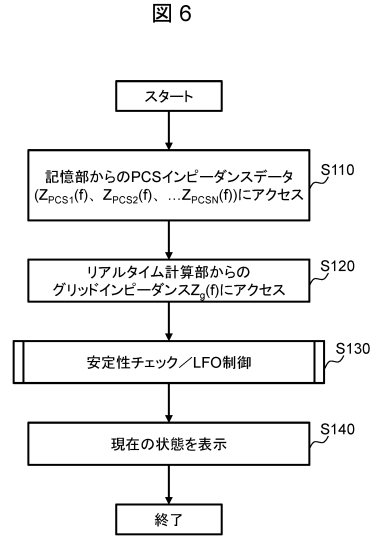 図6
スタート
記憶部からのPCSインピーダンスデータ
(ZPCS1(f)、ZPCS2(f)、…ZPCSN(f))にアクセス
S110
リアルタイム計算部からの
グリッドインピーダンスZg(f)にアクセス
S120
安定性チェック／LFO制御
S130
現在の状態を表示
S140
終了